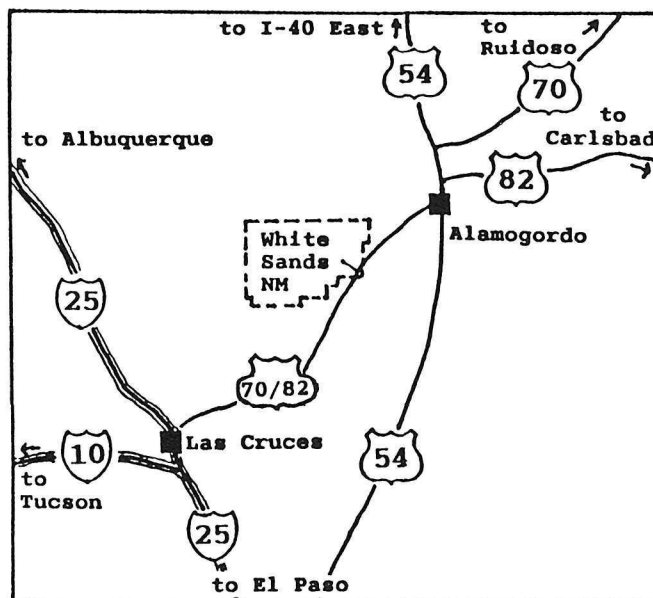 to I-40 East
to
Ruidoso
54
70
to
Carlsbad
to Albuquerque
82
White
Sands
NM
Alamogordo
25
70/82
Las Cruces
10
54
to
Tucson
25
to El Paso